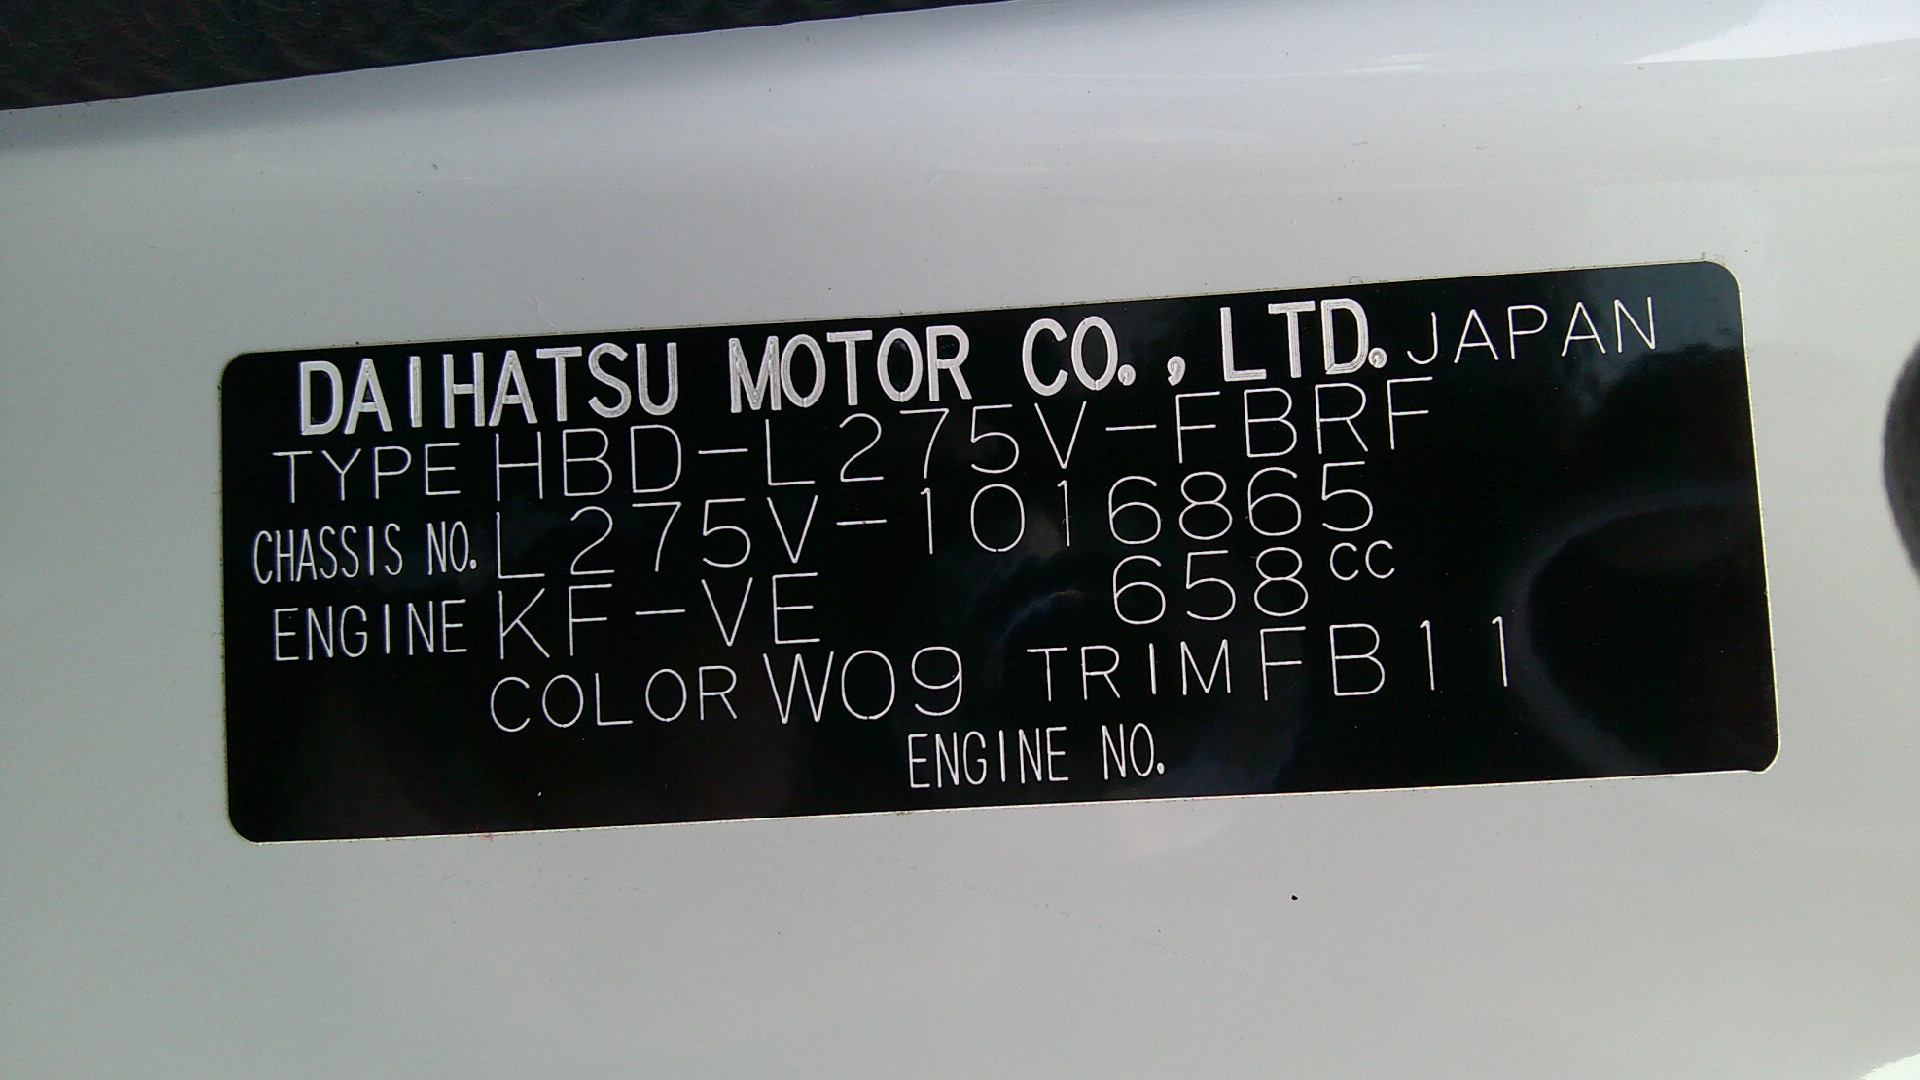 DAIHATSU MOTOR CO., LTD. JAPAN
TYPE HBD-L275V-FBRF
CHASSIS NO. L275V-1016865
ENGINE KF-VE 658cc
COLOR W09 TRIM FB11
ENGINE NO.